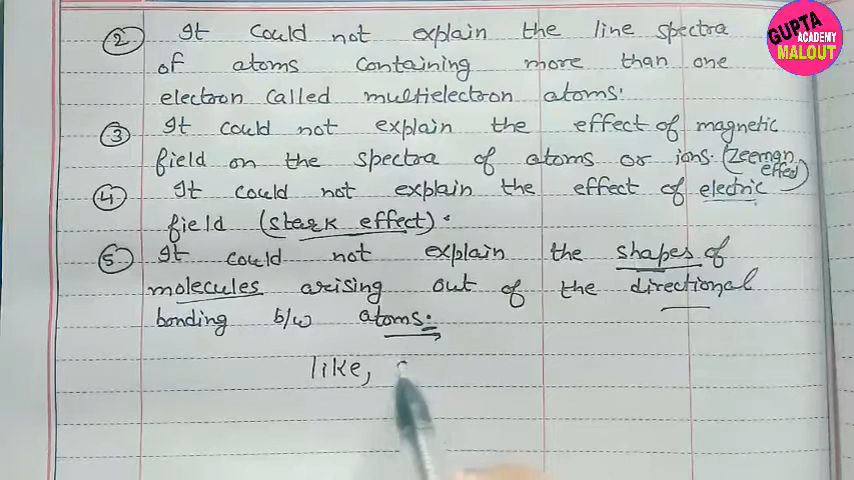 ② It could not explain the line spectra
of atoms containing more than one
electron called multielectron atoms.
③ It could not explain the effect of magnetic
field on the spectra of atoms or ions. (Zeeman
effed)
④ It could not explain the effect of electric
field (stark effect).
⑤ It could not explain the shapes of
molecules arising out of the directional
bonding b/w atoms.
like,
GUPTA
ACADEMY
MALOUT